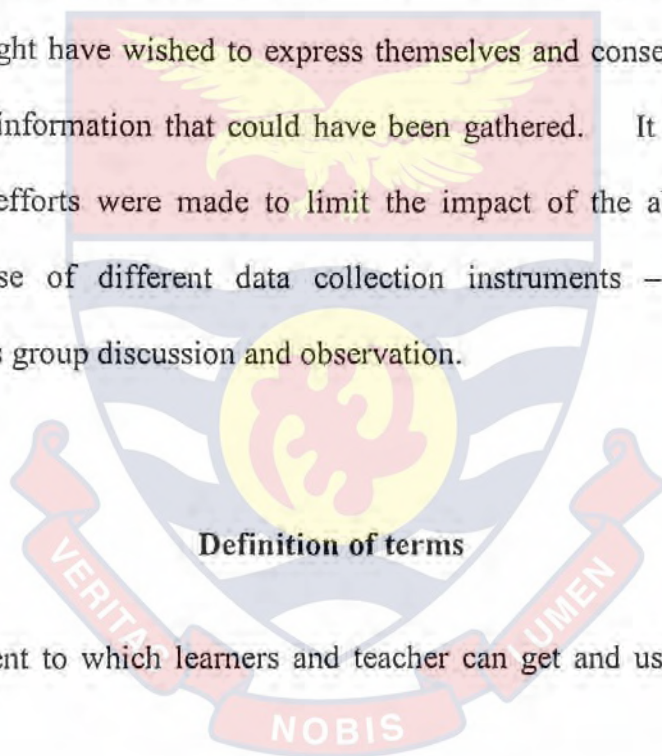 ght have wished to express themselves and conse
information that could have been gathered. It
efforts were made to limit the impact of the a
se of different data collection instruments –
s group discussion and observation.
Definition of terms
ent to which learners and teacher can get and us
VERITAS
NOBIS
LUMEN